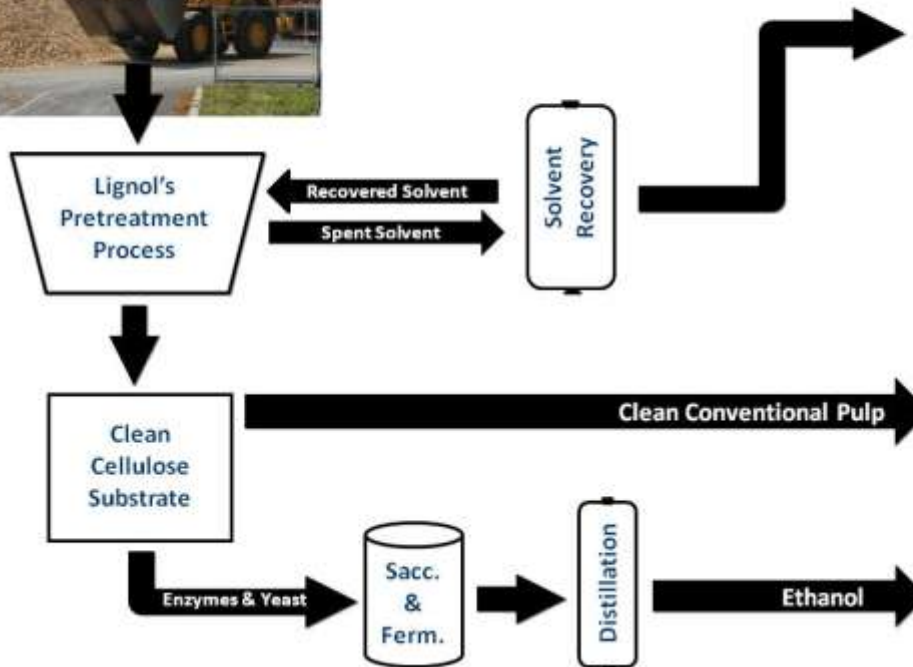 Lignol's
Pretreatment
Process
Recovered Solvent
Spent Solvent
Solvent
Recovery
Clean
Cellulose
Substrate
Clean Conventional Pulp
Enzymes & Yeast
Sacc.
&
Ferm.
Distillation
Ethanol